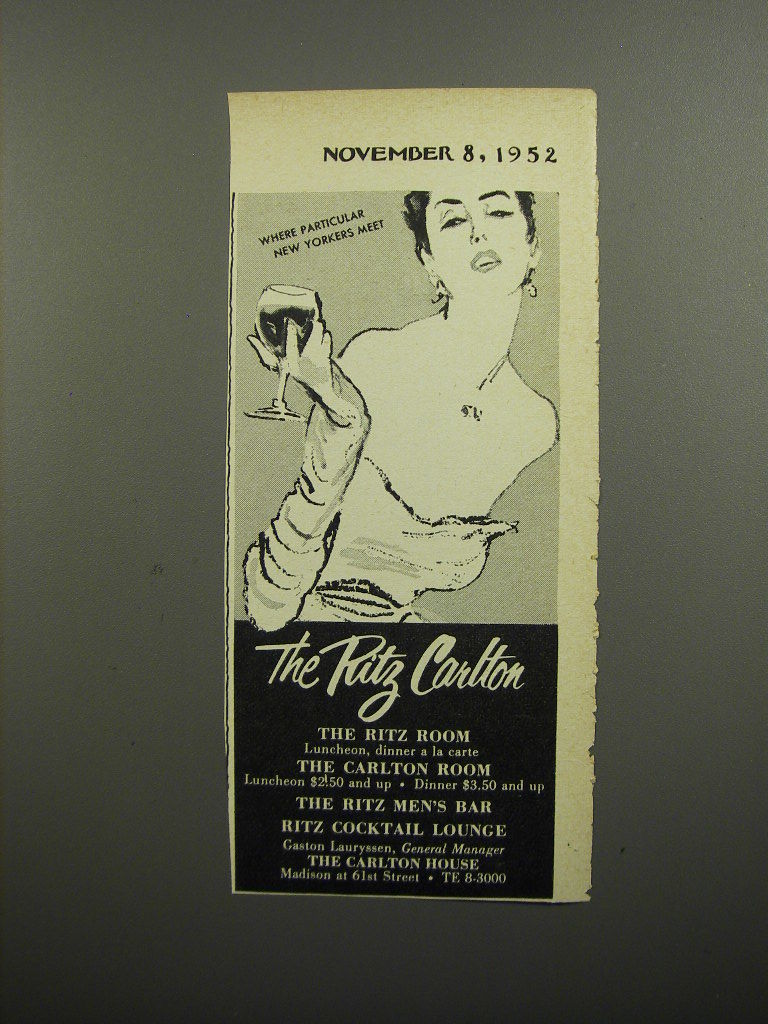 NOVEMBER 8, 1952
WHERE PARTICULAR
NEW YORKERS MEET
The Ritz Carlton
THE RITZ ROOM
Luncheon, dinner a la carte
THE CARLTON ROOM
Luncheon $2.50 and up • Dinner $3.50 and up
THE RITZ MEN'S BAR
RITZ COCKTAIL LOUNGE
Gaston Lauryssen, General Manager
THE CARLTON HOUSE
Madison at 61st Street • TE 8-3000